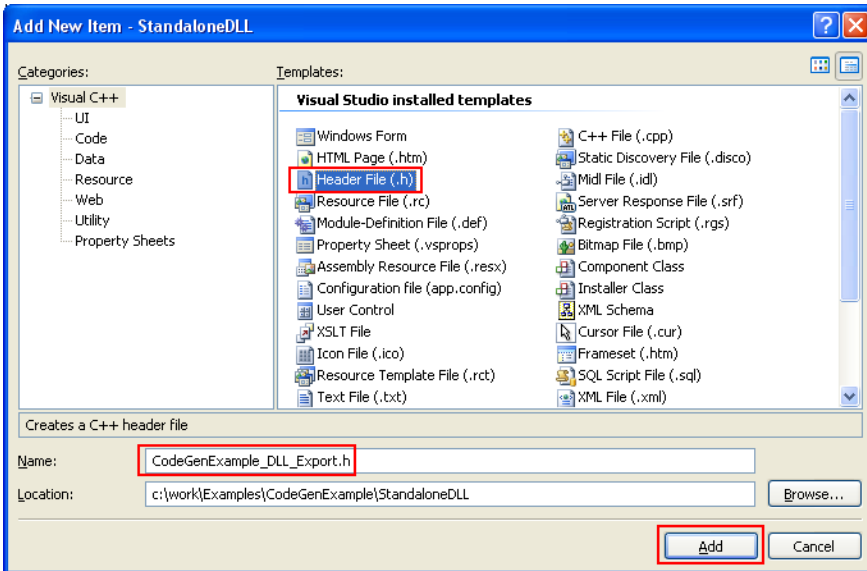 Add New Item - StandaloneDLL
Categories:
Templates:
Visual C++
UI
Code
Data
Resource
Web
Utility
Property Sheets
Visual Studio installed templates
Windows Form
C++ File (.cpp)
HTML Page (.htm)
Static Discovery File (.disco)
Header File (.h)
Midl File (.idl)
Resource File (.rc)
Server Response File (.srf)
Module-Definition File (.def)
Registration Script (.rgs)
Property Sheet (.vsprops)
Bitmap File (.bmp)
Assembly Resource File (.resx)
Component Class
Configuration file (app.config)
Installer Class
User Control
XML Schema
XSLT File
Cursor File (.cur)
Icon File (.ico)
Frameset (.htm)
Resource Template File (.rct)
SQL Script File (.sql)
Text File (.txt)
XML File (.xml)
Creates a C++ header file
Name:
CodeGenExample_DLL_Export.h
Location:
c:\work\Examples\CodeGenExample\StandaloneDLL
Browse...
Add
Cancel